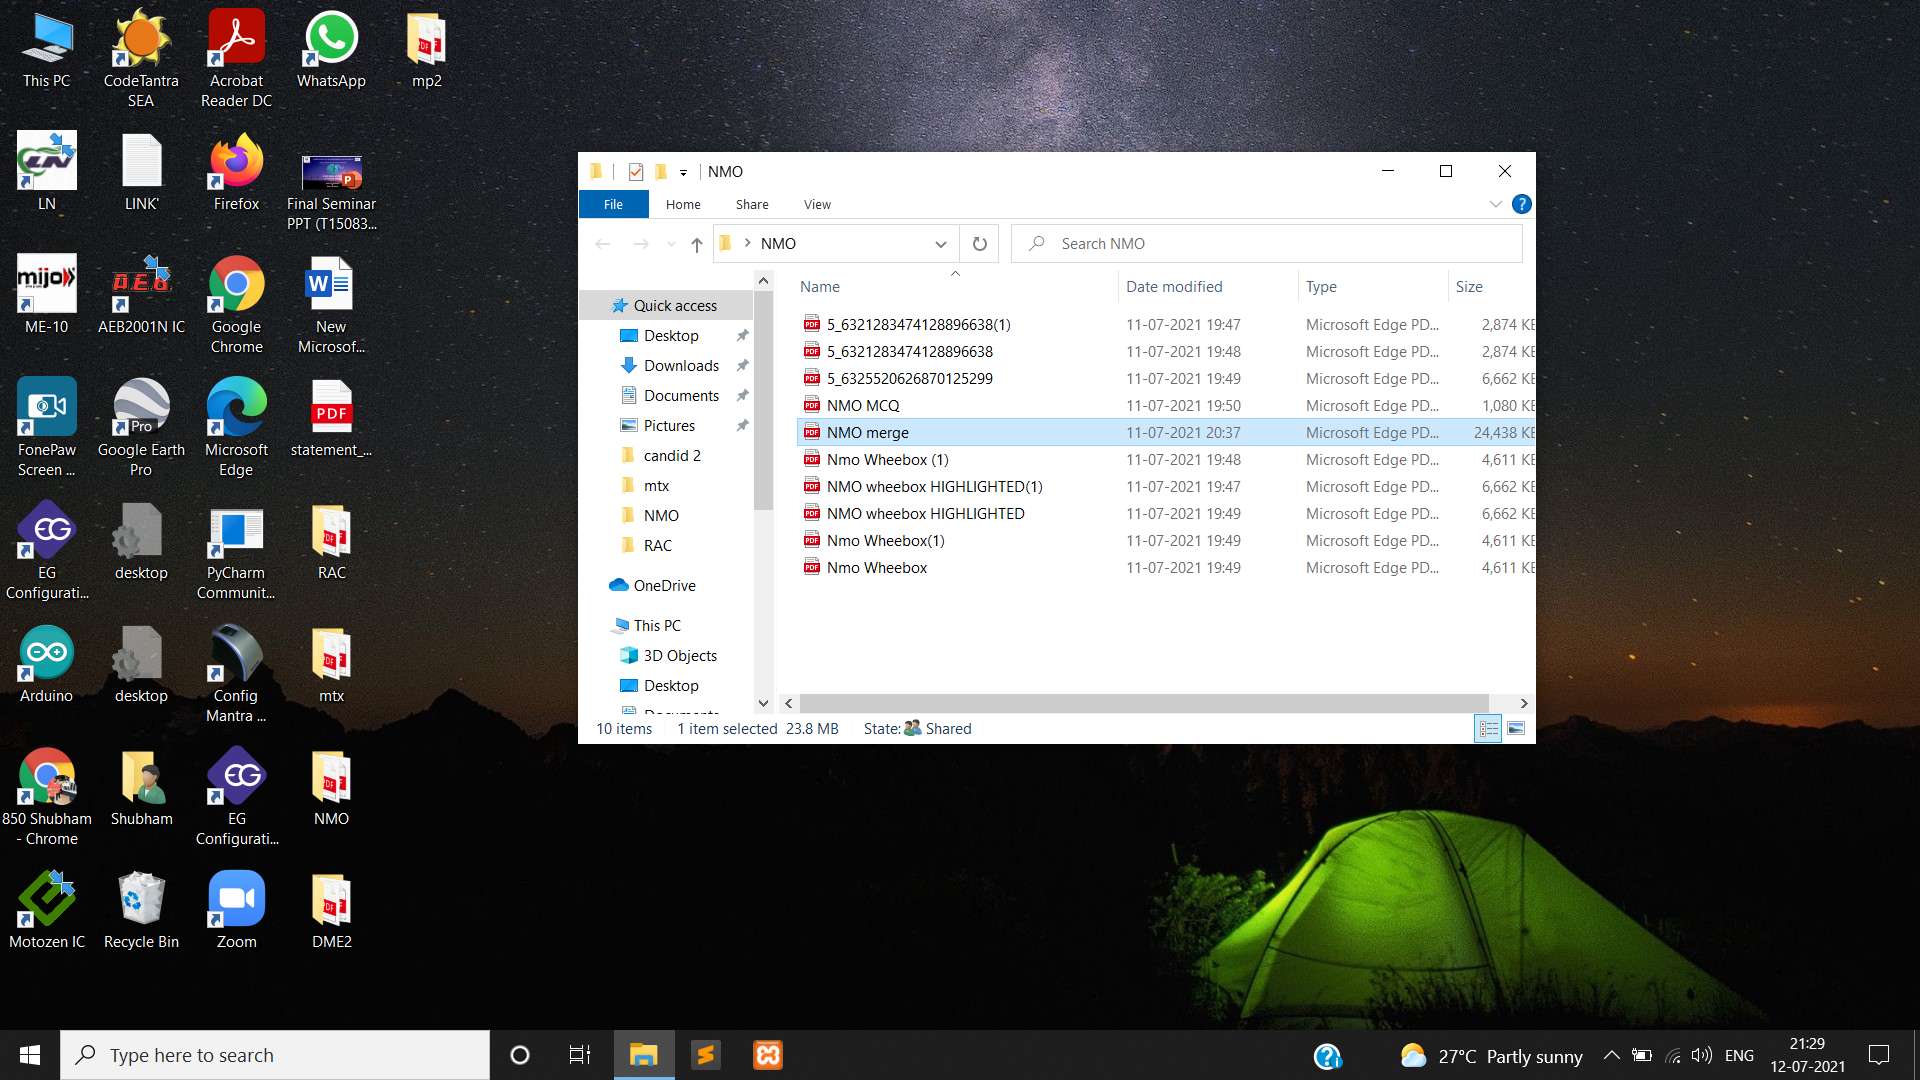 This PC
CodeTantra
SEA
Acrobat
Reader DC
WhatsApp
mp2
LN
LINK'
Firefox
Final Seminar
PPT (T15083...
ME-10
AEB2001N IC
Google
Chrome
New
Microsof...
FonePaw
Screen ...
Google Earth
Pro
Microsoft
Edge
statement_...
EG
Configurati...
desktop
PyCharm
Communit...
RAC
Arduino
desktop
Config
Mantra ...
mtx
850 Shubham
- Chrome
Shubham
EG
Configurati...
NMO
Motozen IC
Recycle Bin
Zoom
DME2
NMO
File Home Share View
NMO
Search NMO
Name Date modified Type Size
5_6321283474128896638(1) 11-07-2021 19:47 Microsoft Edge PD... 2,874 KB
5_6321283474128896638 11-07-2021 19:48 Microsoft Edge PD... 2,874 KB
5_6325520626870125299 11-07-2021 19:49 Microsoft Edge PD... 6,662 KB
NMO MCQ 11-07-2021 19:50 Microsoft Edge PD... 1,080 KB
NMO merge 11-07-2021 20:37 Microsoft Edge PD... 24,438 KB
Nmo Wheebox (1) 11-07-2021 19:48 Microsoft Edge PD... 4,611 KB
NMO wheebox HIGHLIGHTED(1) 11-07-2021 19:47 Microsoft Edge PD... 6,662 KB
NMO wheebox HIGHLIGHTED 11-07-2021 19:49 Microsoft Edge PD... 6,662 KB
Nmo Wheebox(1) 11-07-2021 19:49 Microsoft Edge PD... 4,611 KB
Nmo Wheebox 11-07-2021 19:49 Microsoft Edge PD... 4,611 KB
Quick access
Desktop
Downloads
Documents
Pictures
candid 2
mtx
NMO
RAC
OneDrive
This PC
3D Objects
Desktop
Documents
10 items 1 item selected 23.8 MB State: Shared
Type here to search
27°C Partly sunny
ENG
21:29
12-07-2021